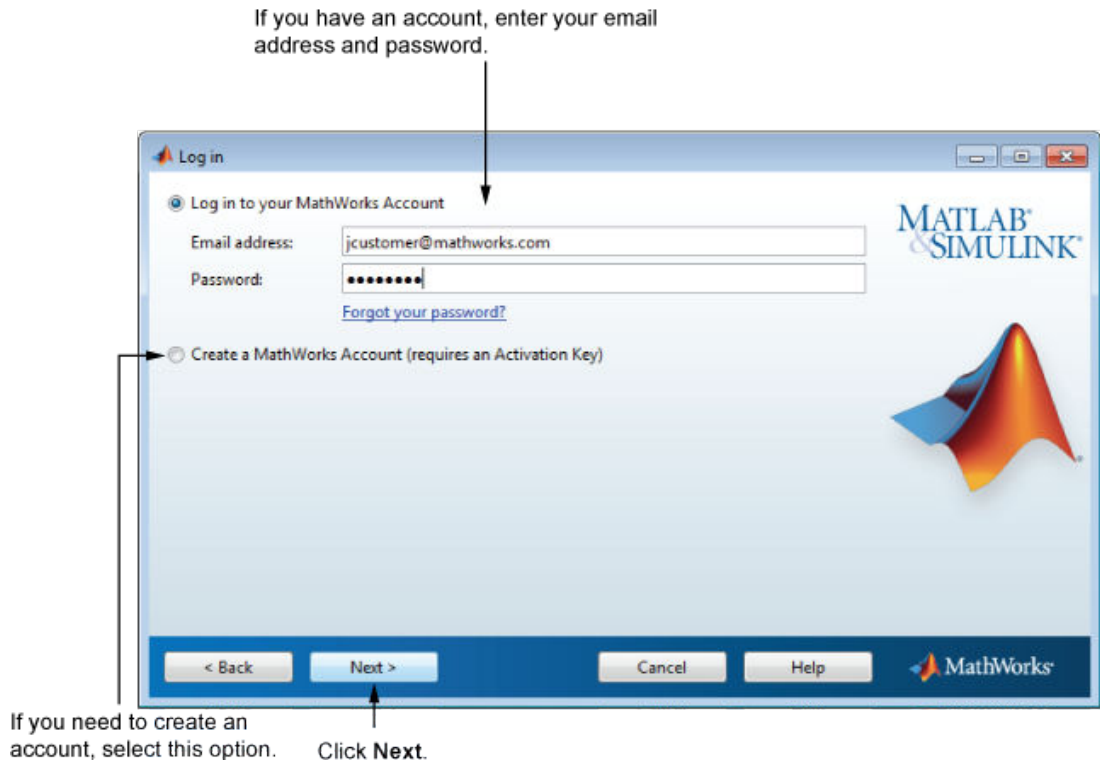 If you have an account, enter your email
address and password.
Log in
Log in to your MathWorks Account
Email address:
jcustomer@mathworks.com
Password:
••••••••
Forgot your password?
Create a MathWorks Account (requires an Activation Key)
MATLAB®
&SIMULINK®
®
< Back
Next >
Cancel
Help
MathWorks®
If you need to create an
account, select this option.
Click Next.